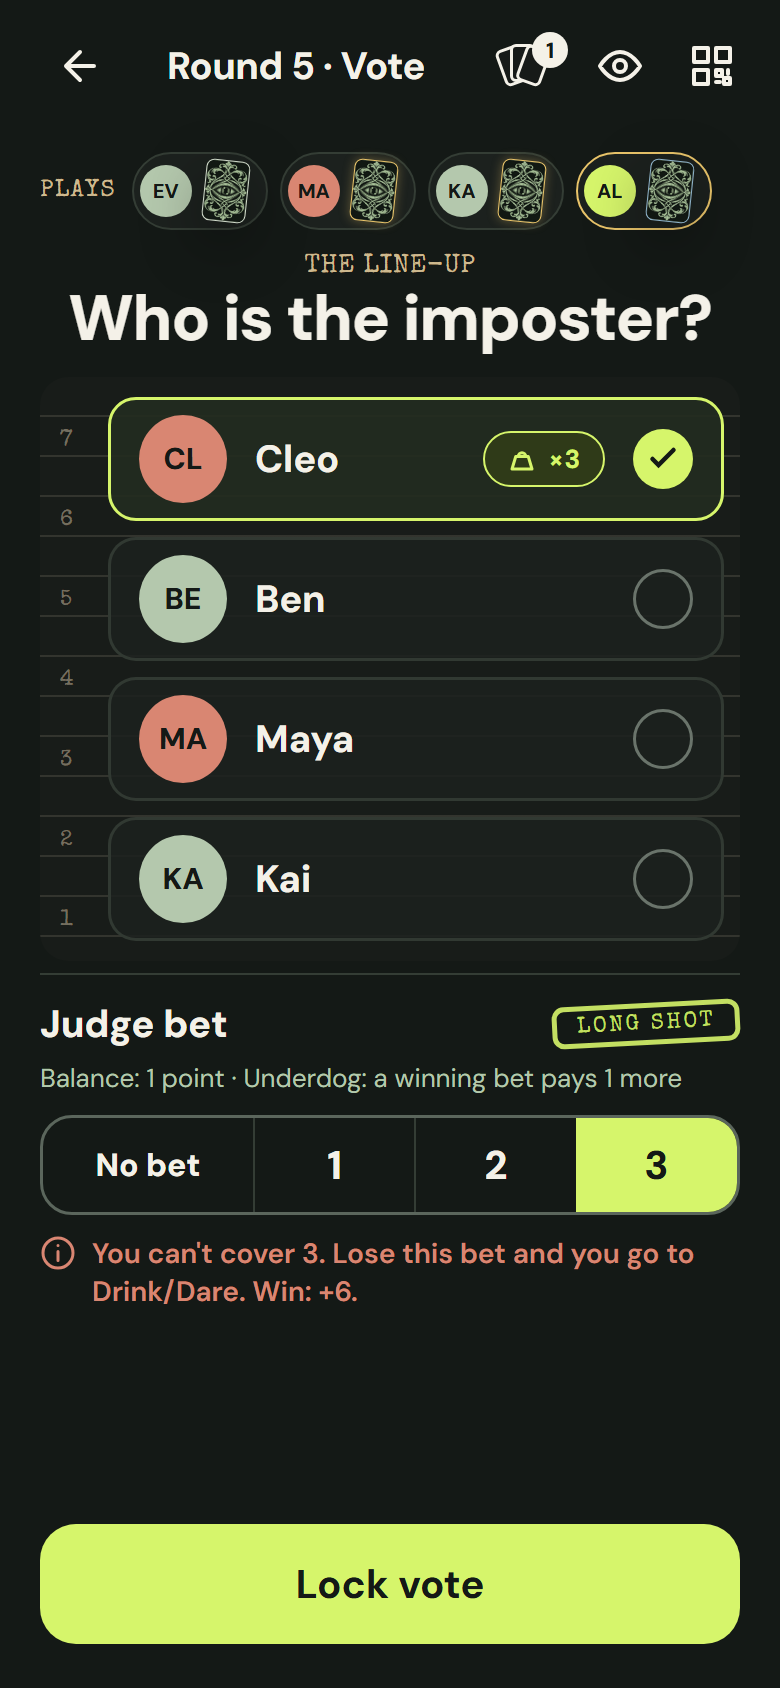 Round 5 · Vote
1
PLAYS
EV
MA
KA
AL
THE LINE-UP
Who is the imposter?
7
6
5
4
3
2
1
CL
Cleo
×3
BE
Ben
MA
Maya
KA
Kai
Judge bet
LONG SHOT
Balance: 1 point · Underdog: a winning bet pays 1 more
No bet
1
2
3
You can't cover 3. Lose this bet and you go to
Drink/Dare. Win: +6.
Lock vote